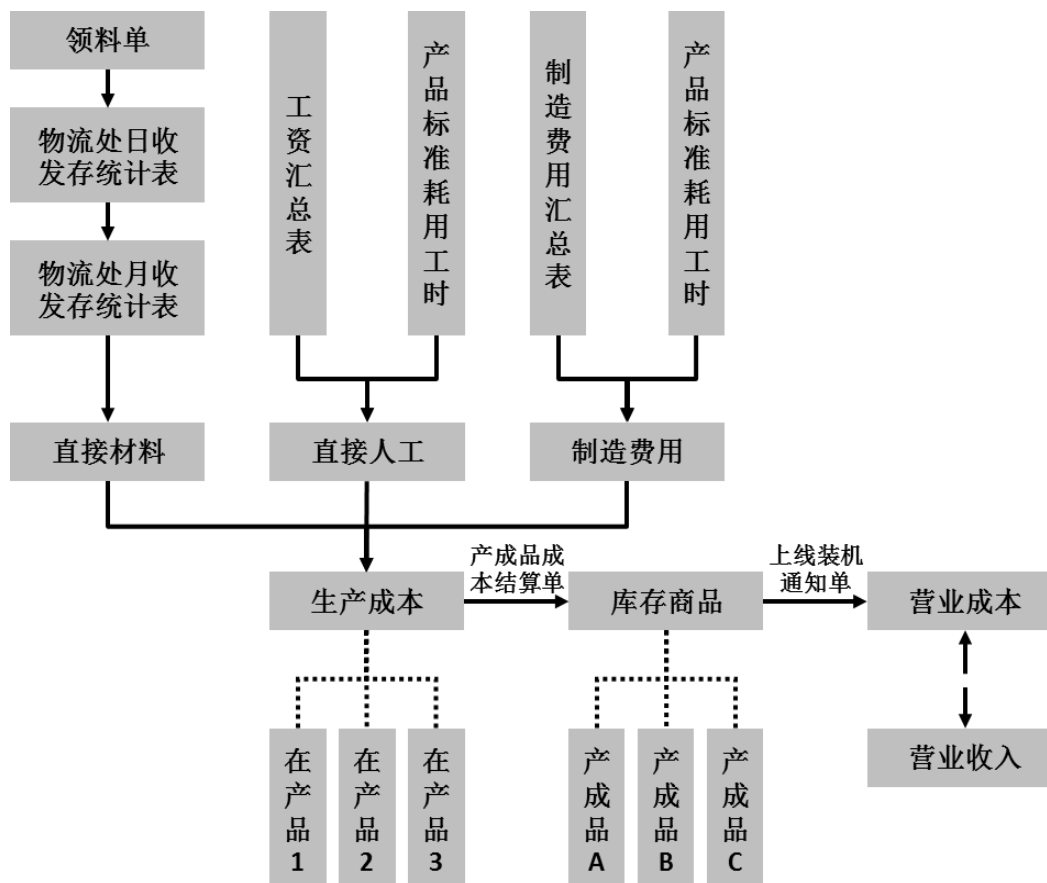 领料单
物流处日收
发存统计表
物流处月收
发存统计表
工资汇总表
产品标准耗用工时
制造费用汇总表
产品标准耗用工时
直接材料
直接人工
制造费用
生产成本
产成品成
本结算单
库存商品
上线装机
通知单
营业成本
在产品1
在产品2
在产品3
产成品A
产成品B
产成品C
营业收入